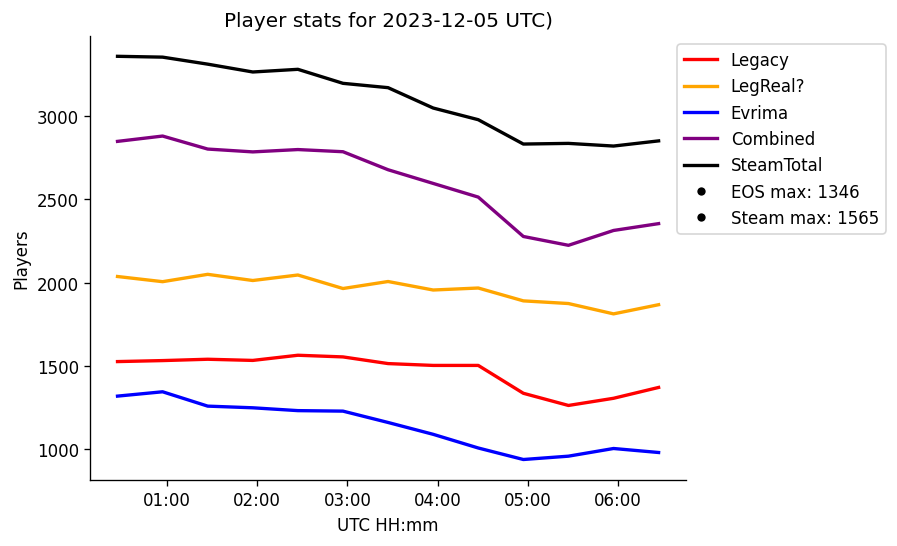 Player stats for 2023-12-05 UTC)
Legacy
LegReal?
Evrima
Combined
SteamTotal
EOS max: 1346
Steam max: 1565
Players
3000
2500
2000
1500
1000
01:00 02:00 03:00 04:00 05:00 06:00
UTC HH:mm